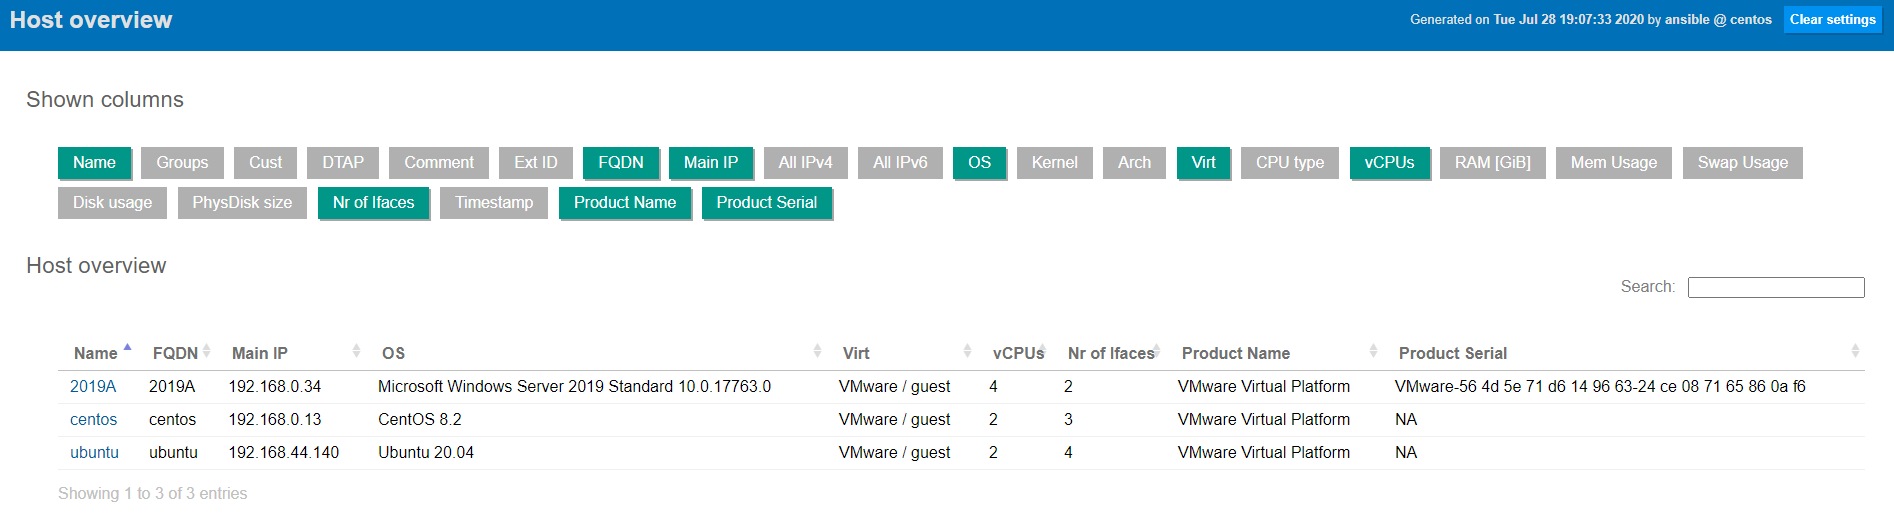 Host overview Generated on Tue Jul 28 19:07:33 2020 by ansible @ centos Clear settings
Shown columns
Name Groups Cust DTAP Comment Ext ID FQDN Main IP All IPv4 All IPv6 OS Kernel Arch Virt CPU type vCPUs RAM [GiB] Mem Usage Swap Usage
Disk usage PhysDisk size Nr of Ifaces Timestamp Product Name Product Serial
Host overview
Search:
Name FQDN Main IP OS Virt vCPUs Nr of Ifaces Product Name Product Serial
2019A 2019A 192.168.0.34 Microsoft Windows Server 2019 Standard 10.0.17763.0 VMware / guest 4 2 VMware Virtual Platform VMware-56 4d 5e 71 d6 14 96 63-24 ce 08 71 65 86 0a f6
centos centos 192.168.0.13 CentOS 8.2 VMware / guest 2 3 VMware Virtual Platform NA
ubuntu ubuntu 192.168.44.140 Ubuntu 20.04 VMware / guest 2 4 VMware Virtual Platform NA
Showing 1 to 3 of 3 entries